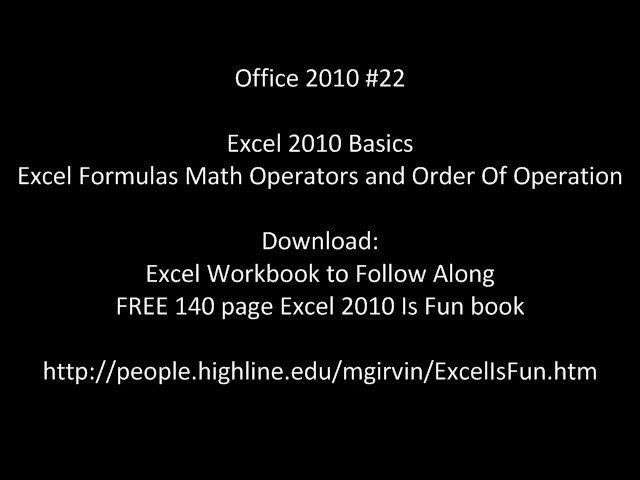 Office 2010 #22
Excel 2010 Basics
Excel Formulas Math Operators and Order Of Operation
Download:
Excel Workbook to Follow Along
FREE 140 page Excel 2010 Is Fun book
http://people.highline.edu/mgirvin/ExcelIsFun.htm